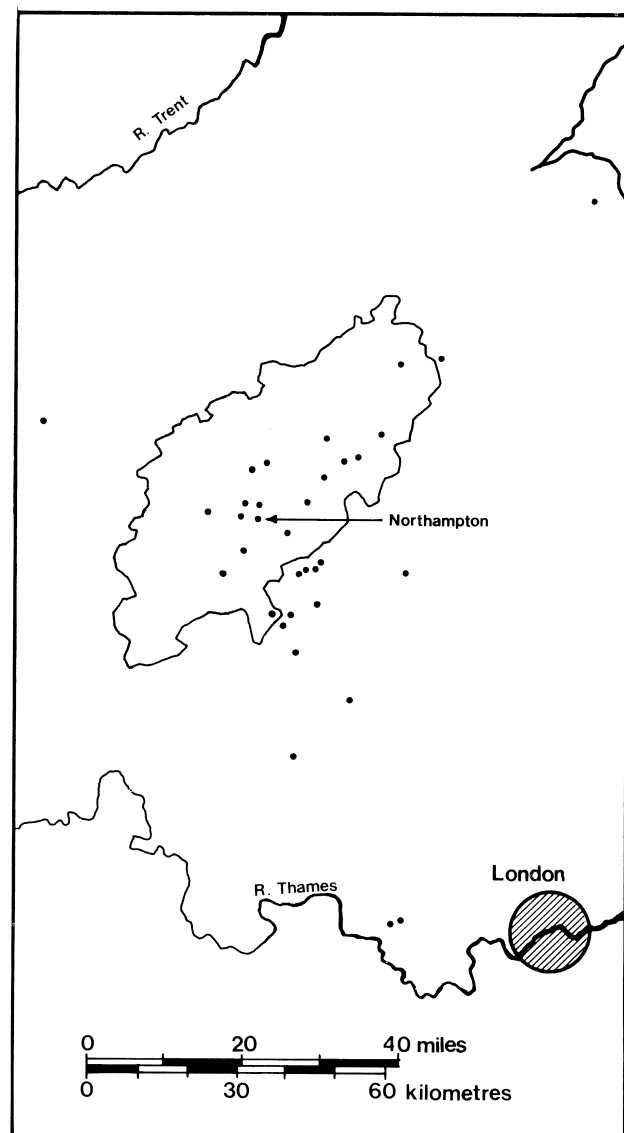 R. Trent
Northampton
London
R. Thames
0 20 40 miles
0 30 60 kilometres